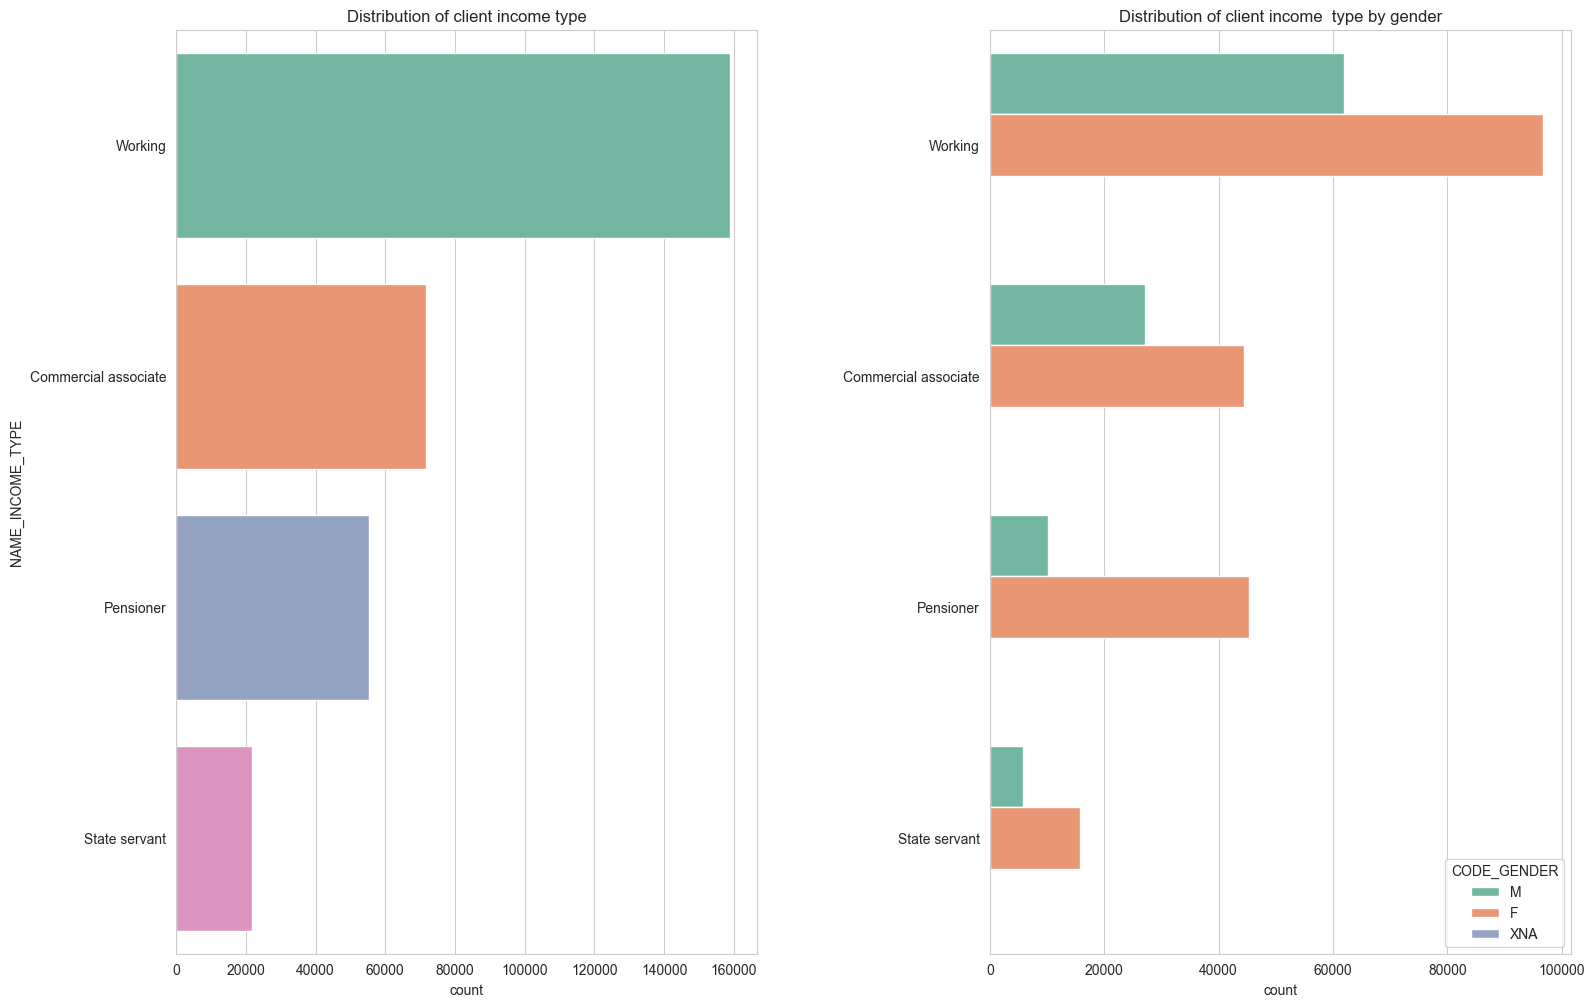 Distribution of client income type
NAME_INCOME_TYPE
Working
Commercial associate
Pensioner
State servant
0 20000 40000 60000 80000 100000 120000 140000 160000
count
Distribution of client income  type by gender
Working
Commercial associate
Pensioner
State servant
CODE_GENDER
M
F
XNA
0 20000 40000 60000 80000 100000
count